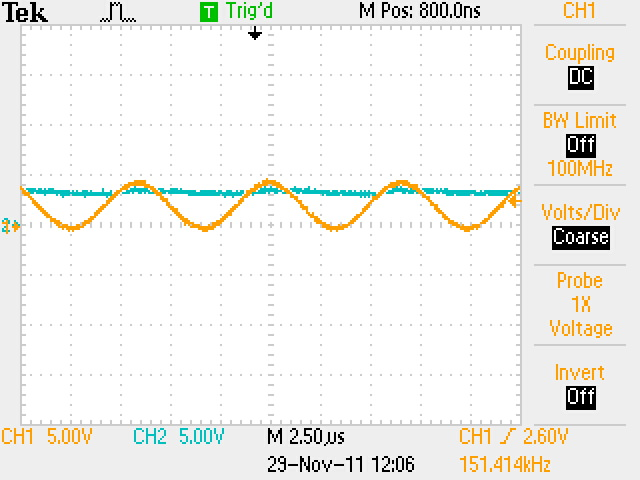 Tek T Trig'd M Pos: 800.0ns CH1
Coupling
DC
BW Limit
Off
100MHz
Volts/Div
Coarse
Probe
1X
Voltage
Invert
Off
CH1 5.00V CH2 5.00V M 2.50µs CH1 2.60V
29-Nov-11 12:06 151.414kHz